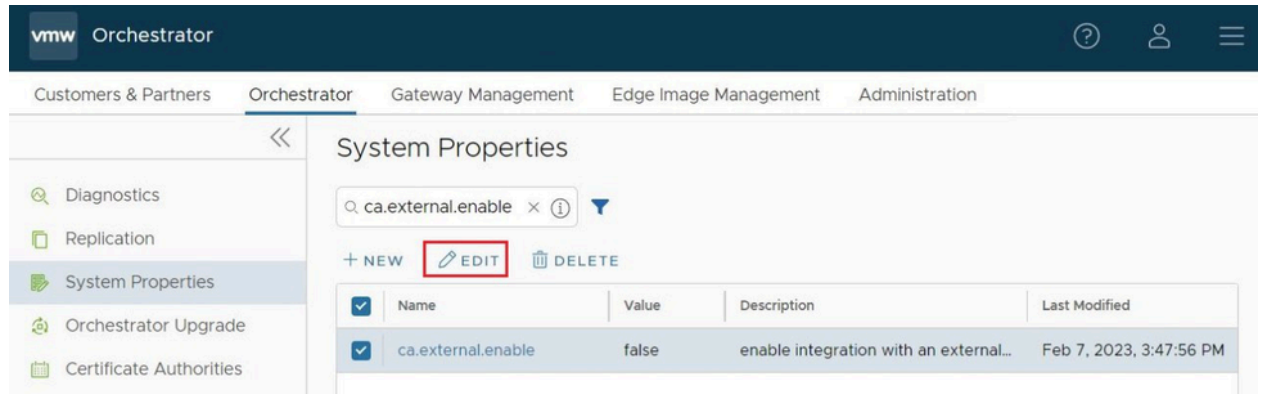 vmw Orchestrator
Customers & Partners Orchestrator Gateway Management Edge Image Management Administration
System Properties
Diagnostics
Replication
System Properties
Orchestrator Upgrade
Certificate Authorities
ca.external.enable
+ NEW EDIT DELETE
Name Value Description Last Modified
ca.external.enable false enable integration with an external... Feb 7, 2023, 3:47:56 PM